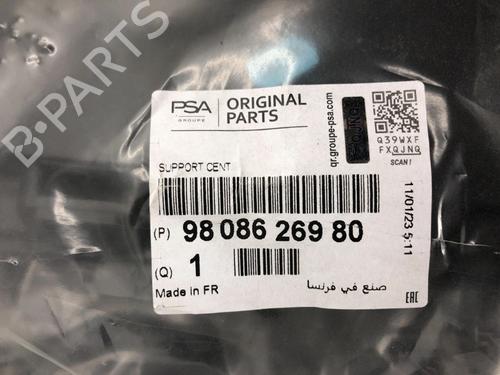 B-PARTS
PSA
GROUPE
ORIGINAL
PARTS
qr.groupe-psa.com
Q39WXF
FXQJNQ
SCAN!
SUPPORT CENT
11/01/23 5:11
(P) 98 086 269 80
(Q) 1
Made in FR
صنع في فرنسا
EAC